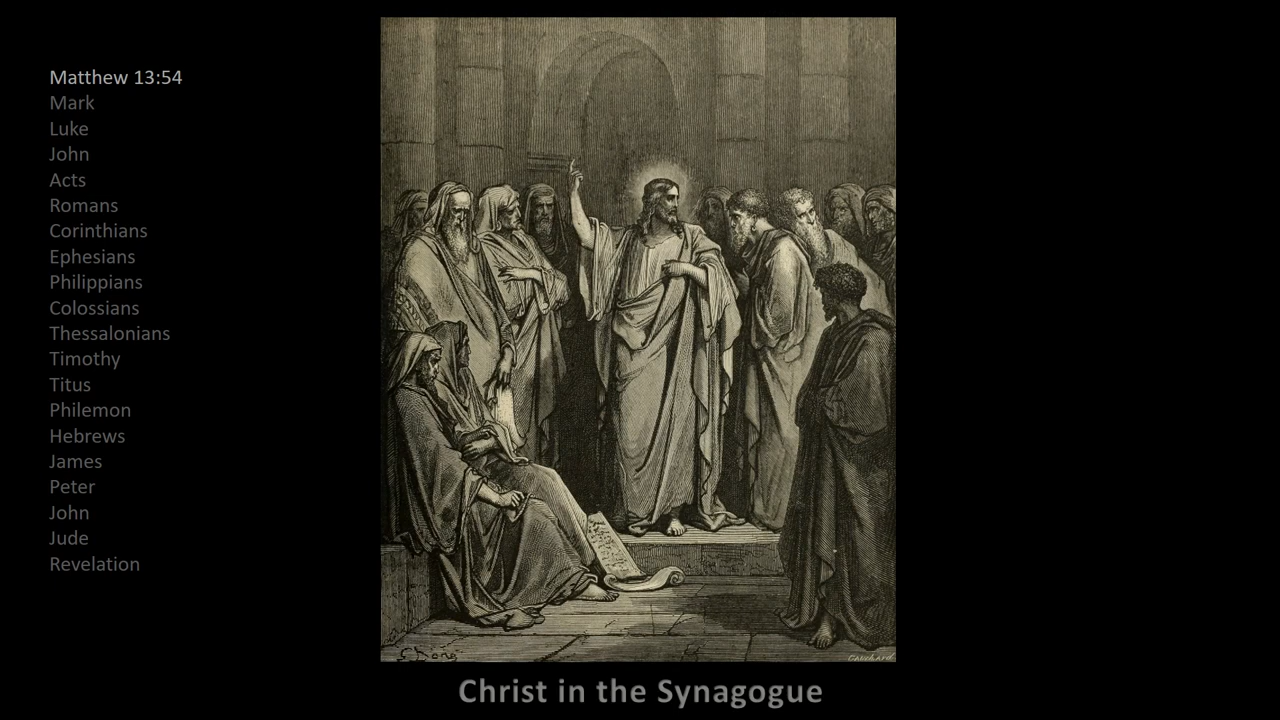 Matthew 13:54
Mark
Luke
John
Acts
Romans
Corinthians
Ephesians
Philippians
Colossians
Thessalonians
Timothy
Titus
Philemon
Hebrews
James
Peter
John
Jude
Revelation
G Doré
Christ in the Synagogue